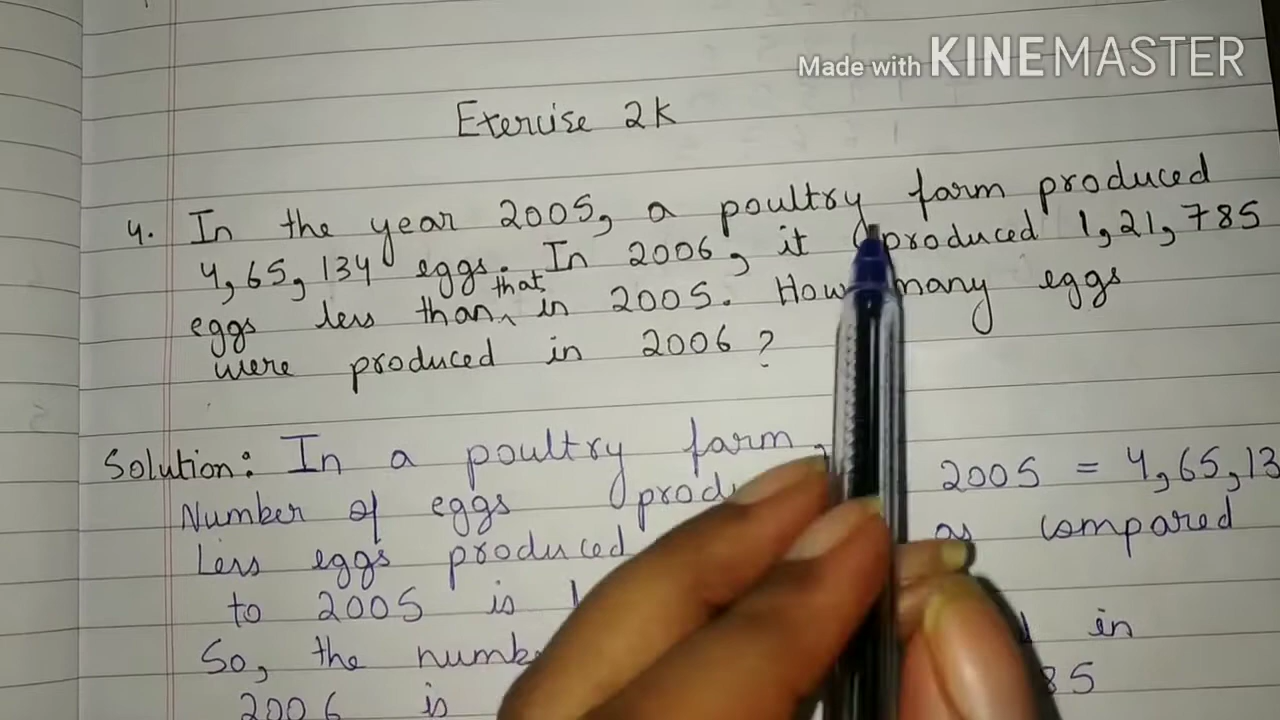 Made with KINEMASTER
Exercise 2K
4. In the year 2005, a poultry farm produced
4,65,134 eggs. In 2006, it produced 1,21,785
eggs less than ^ that in 2005. How many eggs
were produced in 2006?
Solution: In a poultry farm,
Number of eggs 2005 = 4,65,13
Less eggs produced as compared
to 2005 is
So, the in
2006 is 85